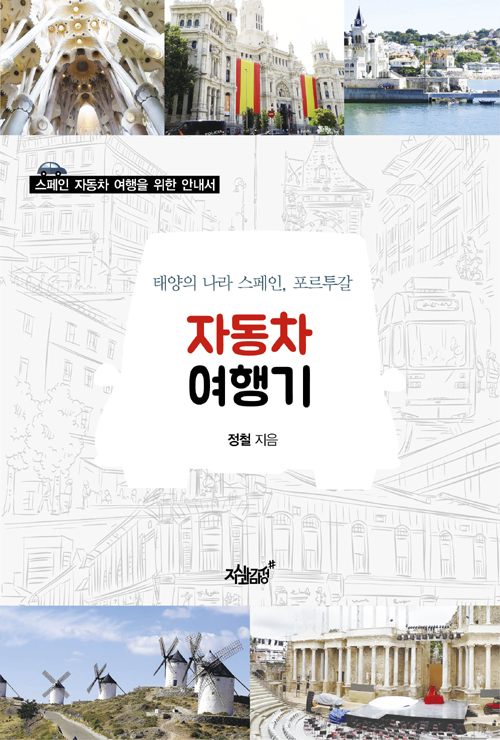 스페인 자동차 여행을 위한 안내서
태양의 나라 스페인, 포르투갈
자동차
여행기
정철 지음
지식과감정#